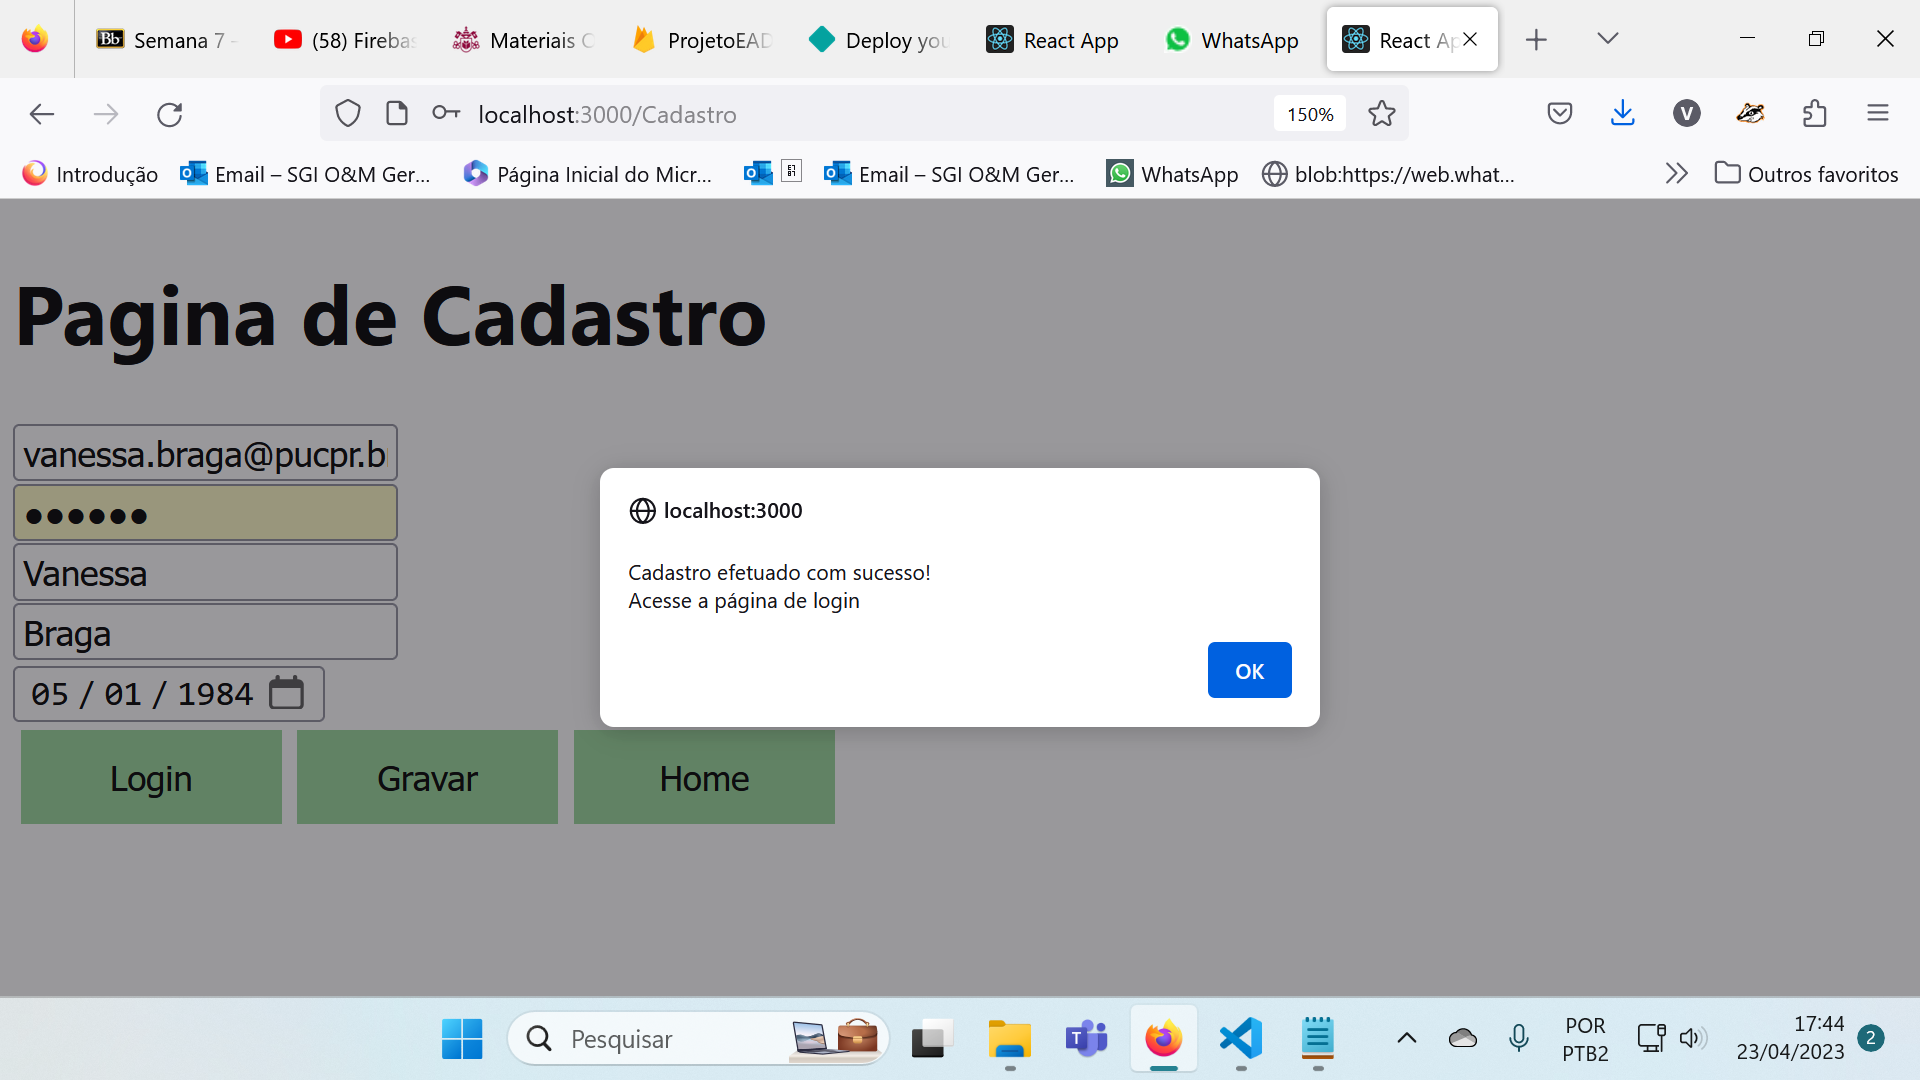 Semana 7 -
(58) Firebas
Materiais C
ProjetoEAD
Deploy you
React App
WhatsApp
React Ap
localhost:3000/Cadastro
150%
V
Introdução
Email – SGI O&M Ger...
Página Inicial do Micr...
Email – SGI O&M Ger...
WhatsApp
blob:https://web.what...
Outros favoritos
Pagina de Cadastro
vanessa.braga@pucpr.b
Vanessa
Braga
05 / 01 / 1984
Login
Gravar
Home
localhost:3000
Cadastro efetuado com sucesso!
Acesse a página de login
OK
Pesquisar
POR
PTB2
17:44
23/04/2023
2